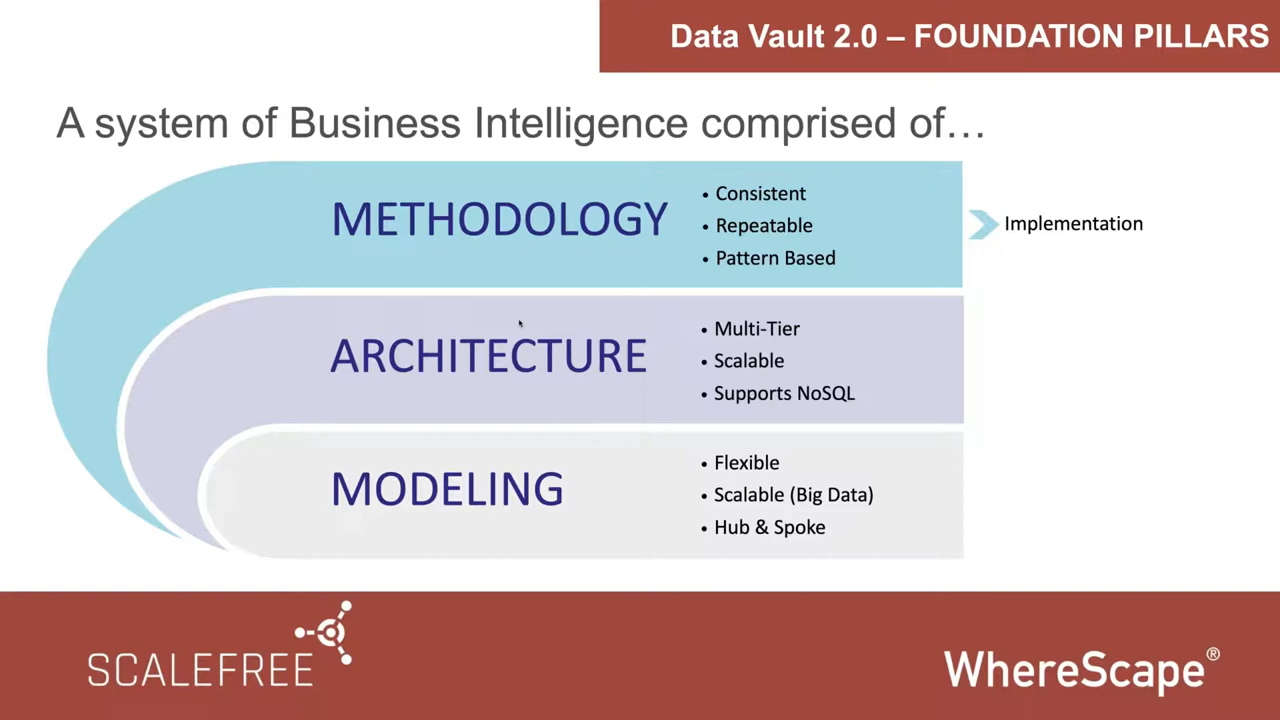 Data Vault 2.0 – FOUNDATION PILLARS
A system of Business Intelligence comprised of…
METHODOLOGY
• Consistent
• Repeatable
• Pattern Based
Implementation
ARCHITECTURE
• Multi-Tier
• Scalable
• Supports NoSQL
MODELING
• Flexible
• Scalable (Big Data)
• Hub & Spoke
SCALEFREE
WhereScape®